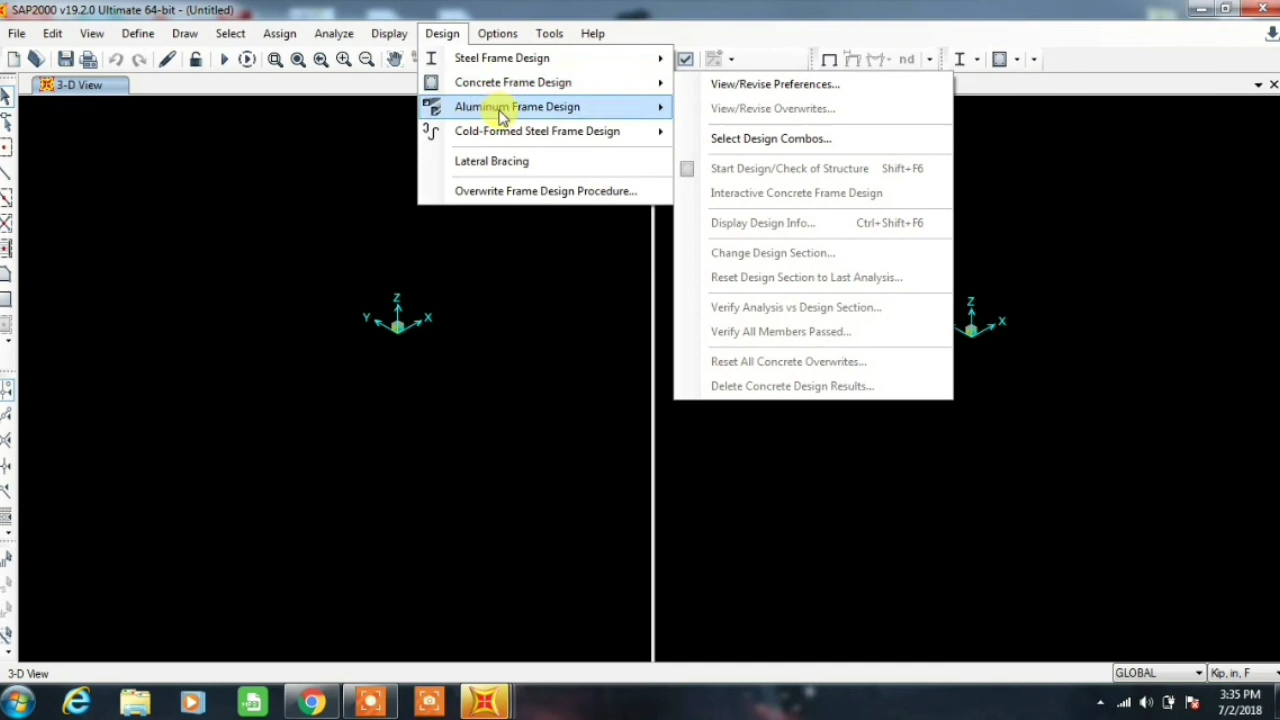 SAP2000 v19.2.0 Ultimate 64-bit - (Untitled)
File Edit View Define Draw Select Assign Analyze Display Design Options Tools Help
nd
3-D View
Steel Frame Design
Concrete Frame Design
Aluminum Frame Design
Cold-Formed Steel Frame Design
Lateral Bracing
Overwrite Frame Design Procedure...
View/Revise Preferences...
View/Revise Overwrites...
Select Design Combos...
Start Design/Check of Structure Shift+F6
Interactive Concrete Frame Design
Display Design Info... Ctrl+Shift+F6
Change Design Section...
Reset Design Section to Last Analysis...
Verify Analysis vs Design Section...
Verify All Members Passed...
Reset All Concrete Overwrites...
Delete Concrete Design Results...
Z
Y X
Z
X
3-D View
GLOBAL
Kip, in, F
3:35 PM
7/2/2018